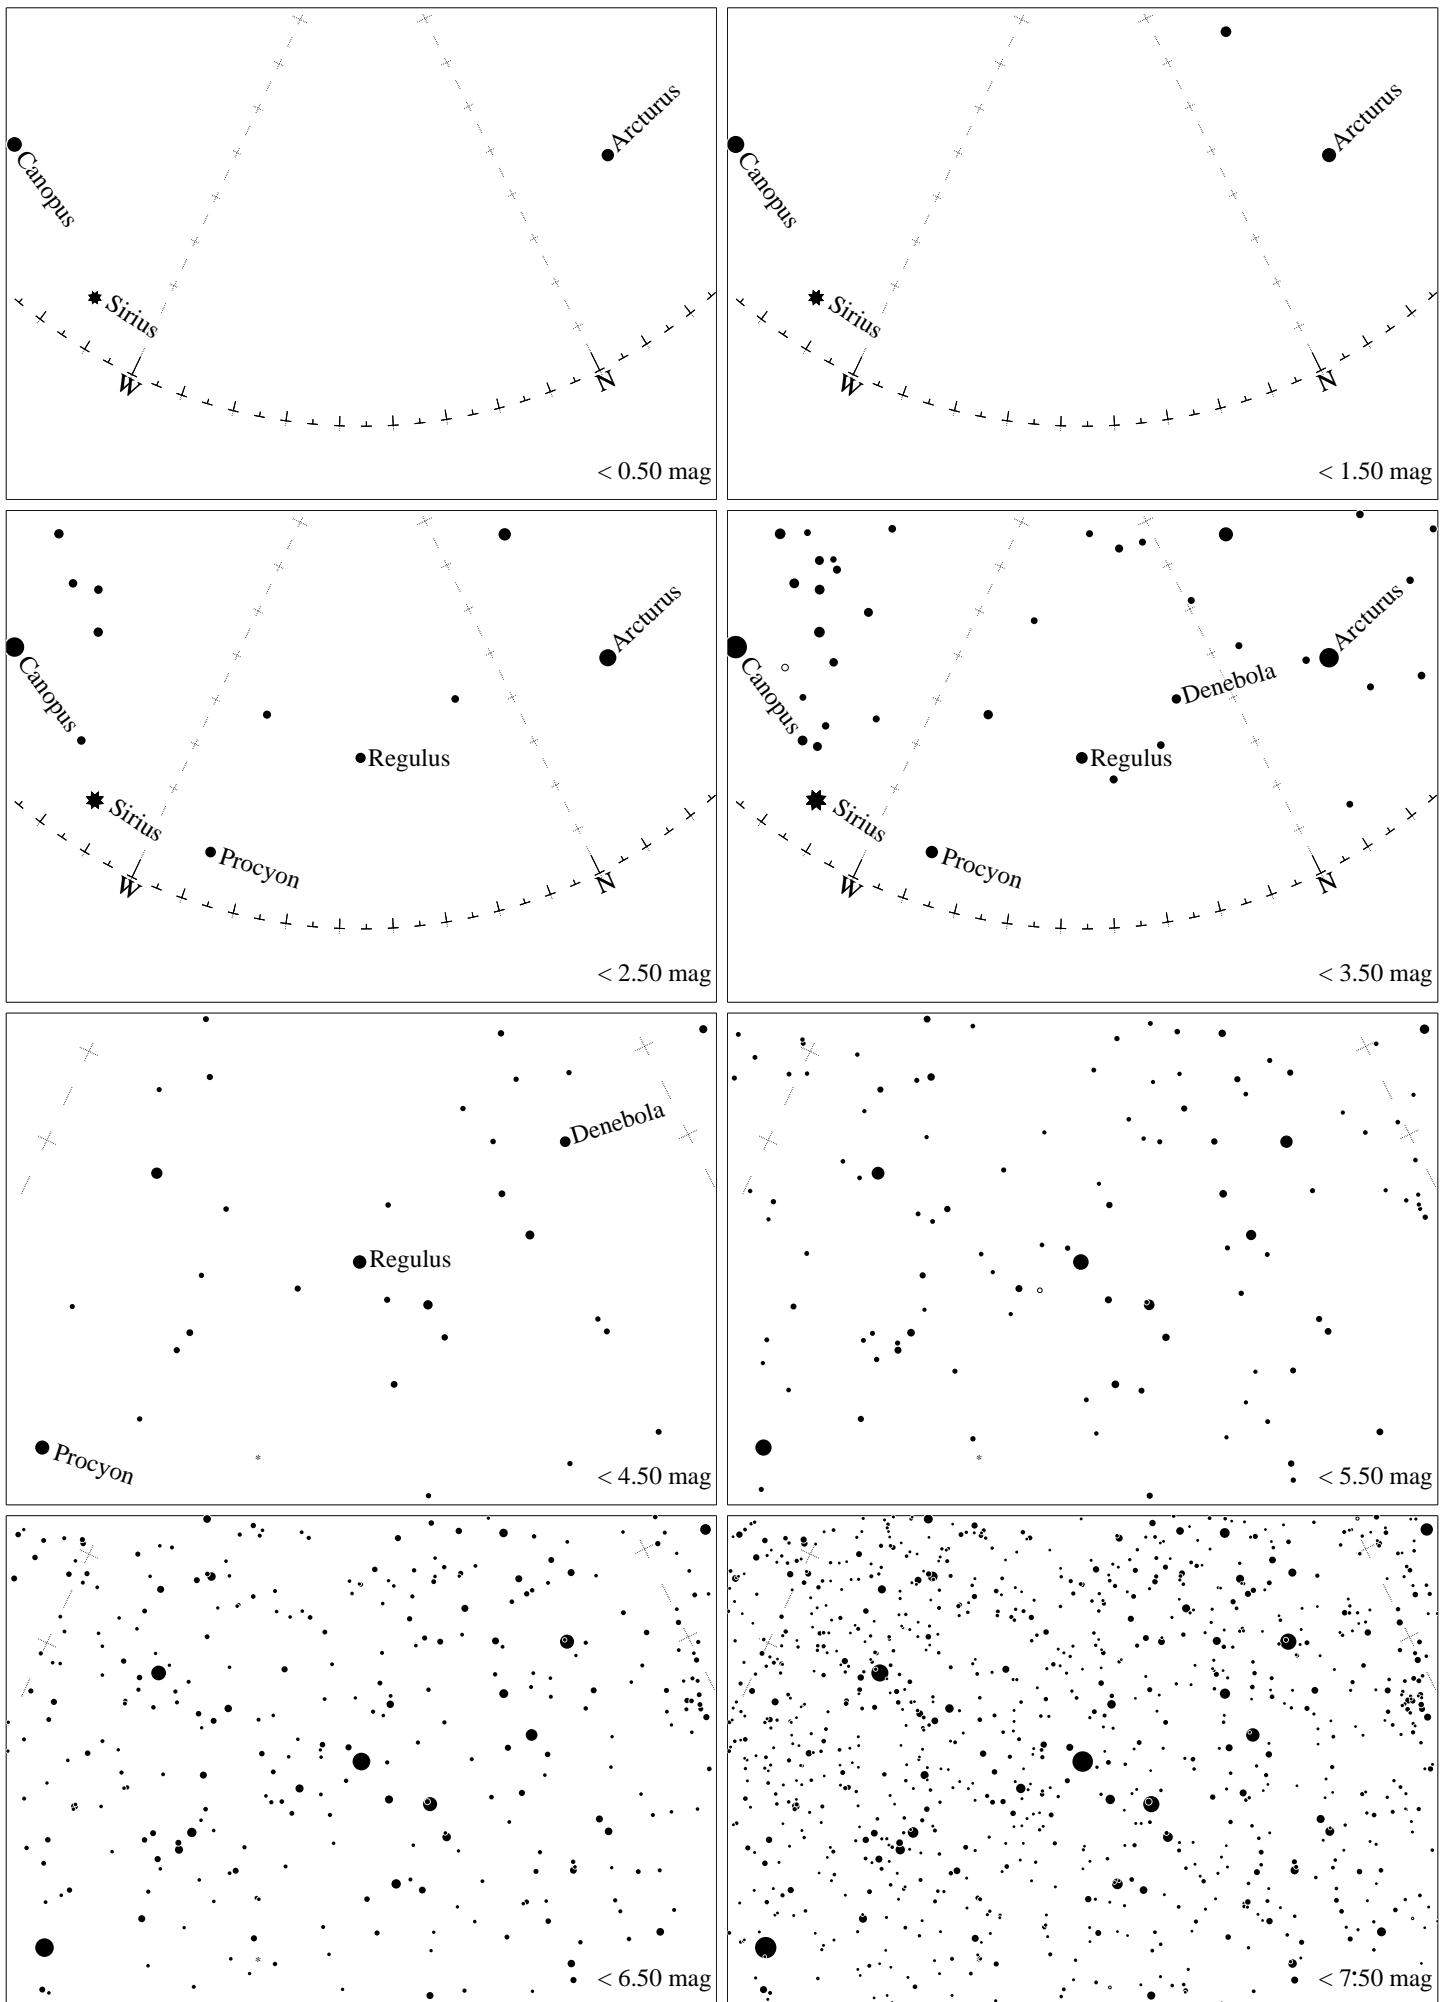 Canopus
Arcturus
Sirius
W
N
< 0.50 mag
Canopus
Arcturus
Sirius
W
N
< 1.50 mag
Canopus
Arcturus
Regulus
Sirius
Procyon
W
N
< 2.50 mag
Canopus
Arcturus
Denebola
Regulus
Sirius
Procyon
W
N
< 3.50 mag
Denebola
Regulus
Procyon
< 4.50 mag
< 5.50 mag
< 6.50 mag
< 7.50 mag